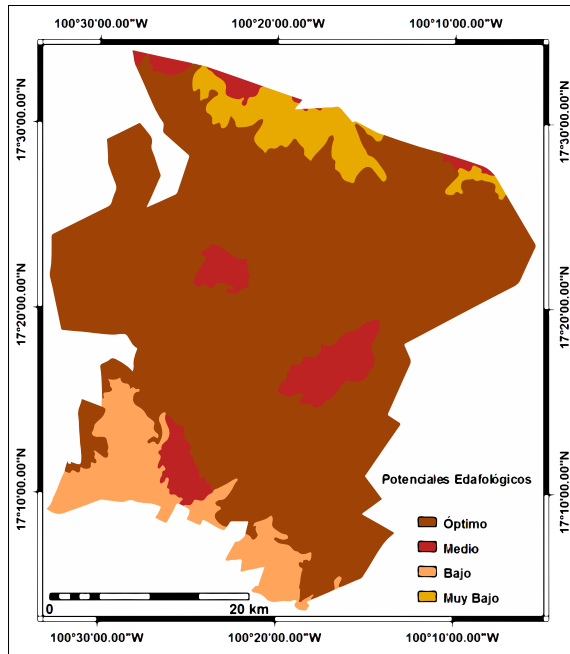 100°30'00.00"W 100°20'00.00"W 100°10'00.00"W
17°30'00.00"N 17°30'00.00"N
17°20'00.00"N 17°20'00.00"N
17°10'00.00"N 17°10'00.00"N
Potenciales Edafológicos
Óptimo
Medio
Bajo
Muy Bajo
0 20 km
100°30'00.00"W 100°20'00.00"W 100°10'00.00"W